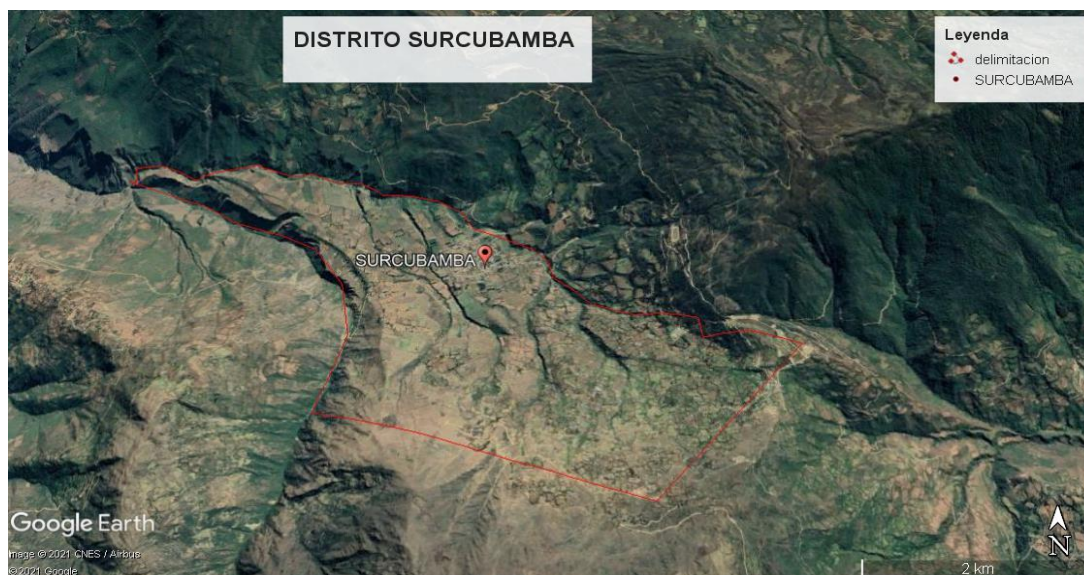 DISTRITO SURCUBAMBA
Leyenda
delimitacion
SURCUBAMBA
SURCUBAMBA
Google Earth
Image © 2021 CNES / Airbus
© 2021 Google
2 km
N